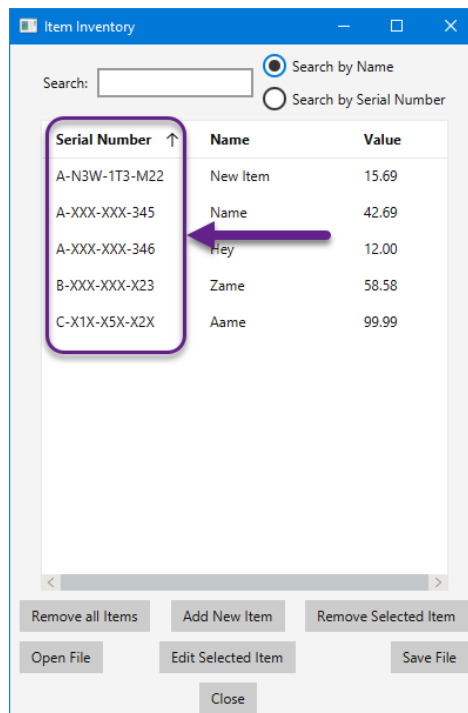 Item Inventory
Search:
Search by Name
Search by Serial Number
Serial Number ↑ Name Value
A-N3W-1T3-M22 New Item 15.69
A-XXX-XXX-345 Name 42.69
A-XXX-XXX-346 Hey 12.00
B-XXX-XXX-X23 Zame 58.58
C-X1X-X5X-X2X Aame 99.99
Remove all Items Add New Item Remove Selected Item
Open File Edit Selected Item Save File
Close